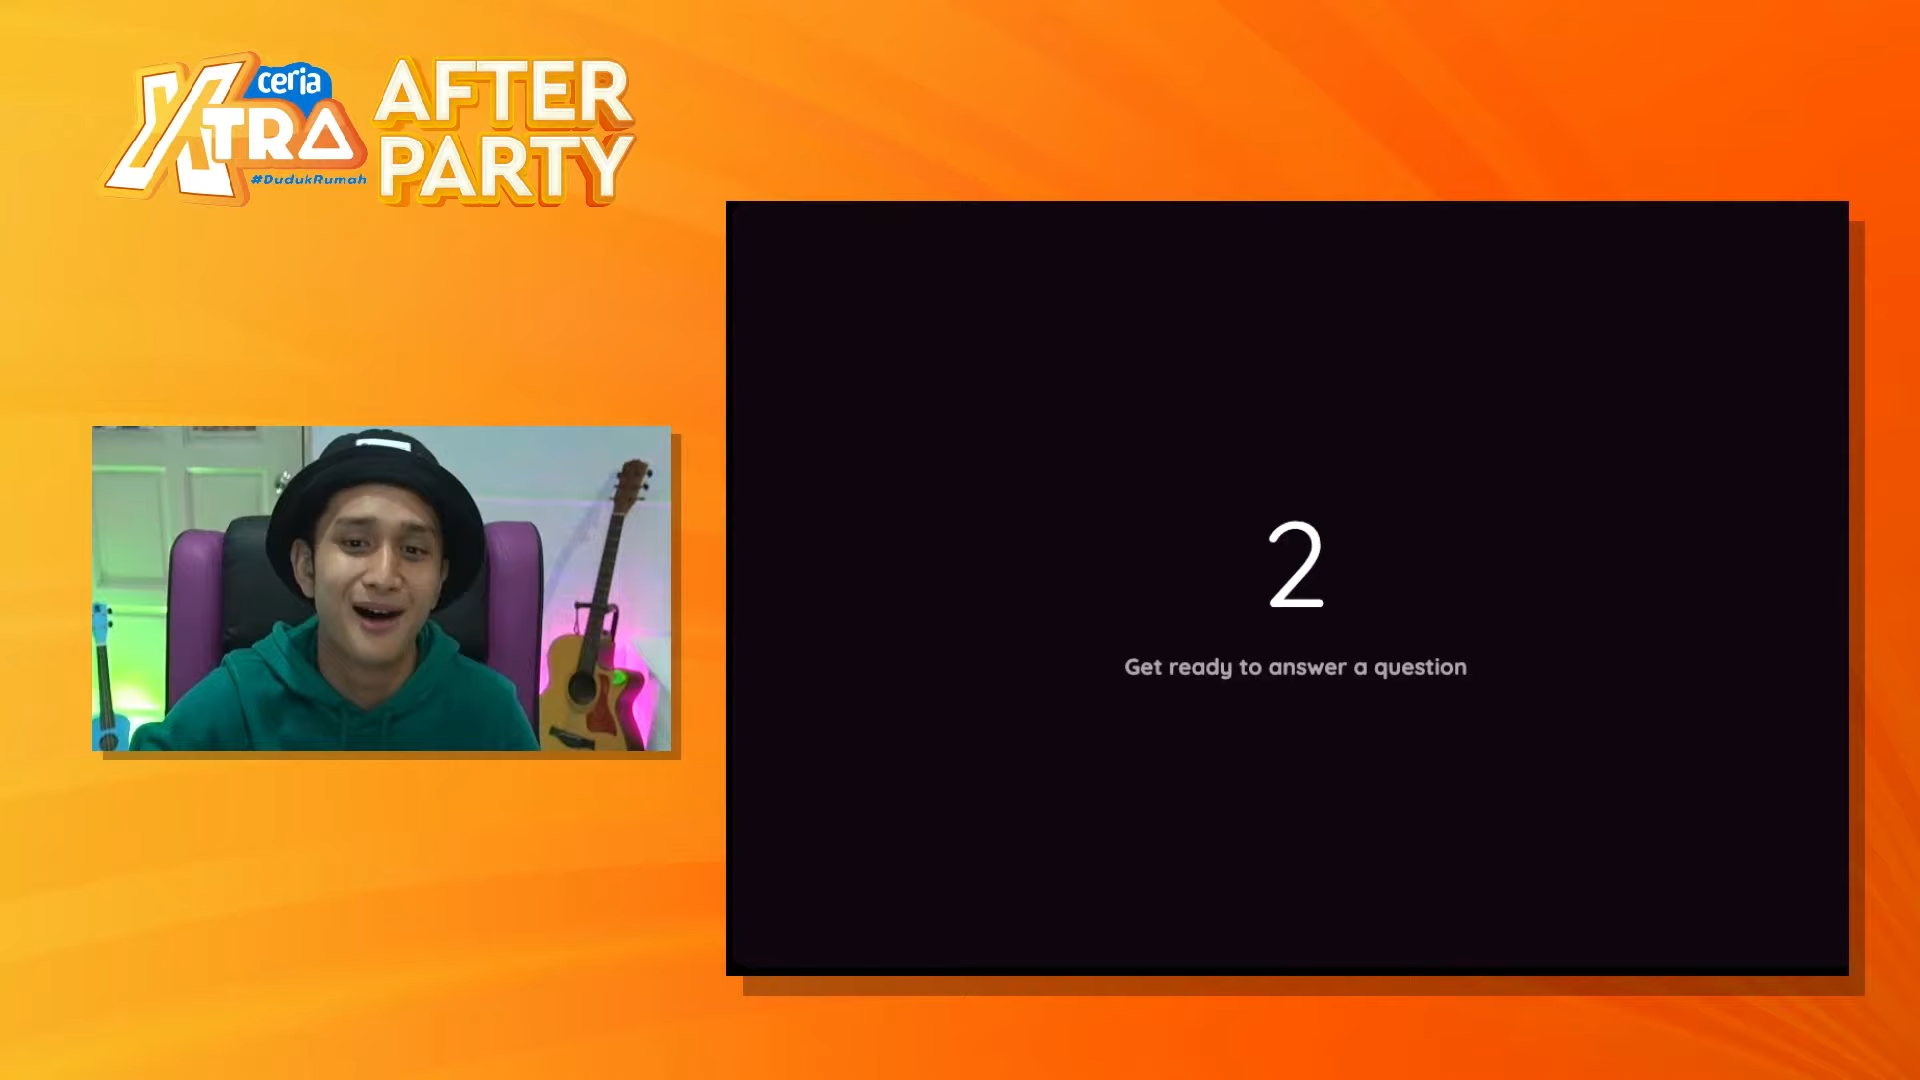 ceria
XTRA
#DudukRumah
AFTER
PARTY
2
Get ready to answer a question